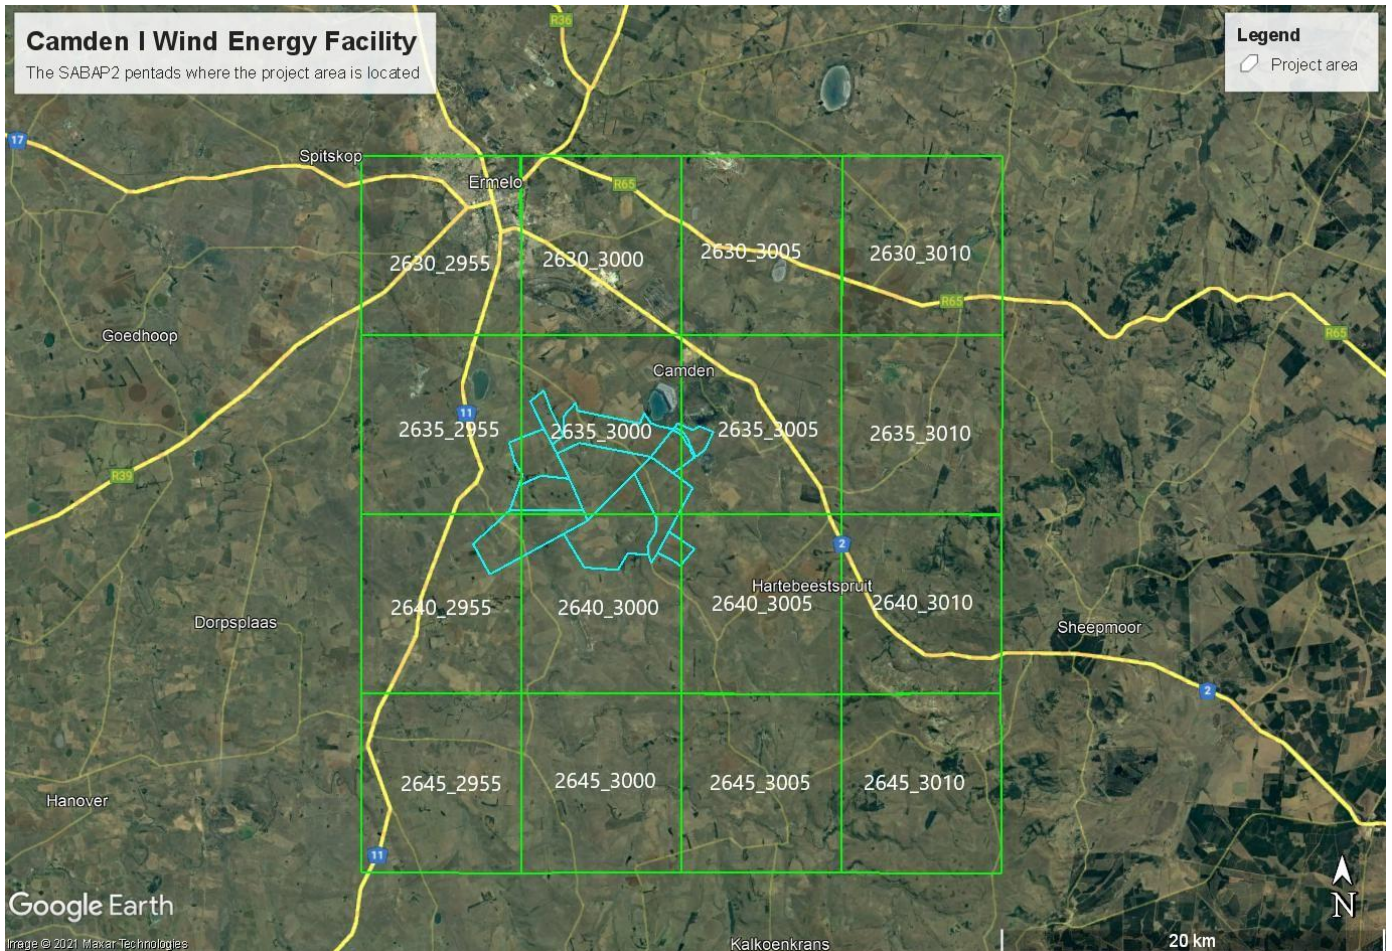 Camden I Wind Energy Facility
The SABAP2 pentads where the project area is located
Legend
Project area
R36
17
Spitskop
Ermelo
R65
2630_2955
2630_3000
2630_3005
2630_3010
R65
R65
Goedhoop
Camden
11
2635_2955
2635_3000
2635_3005
2635_3010
R39
2
Hartebeestspruit
2640_2955
2640_3000
2640_3005
2640_3010
Dorpsplaas
Sheepmoor
2
2645_2955
2645_3000
2645_3005
2645_3010
Hanover
11
Google Earth
N
Image © 2021 Maxar Technologies
Kalkoenkrans
20 km